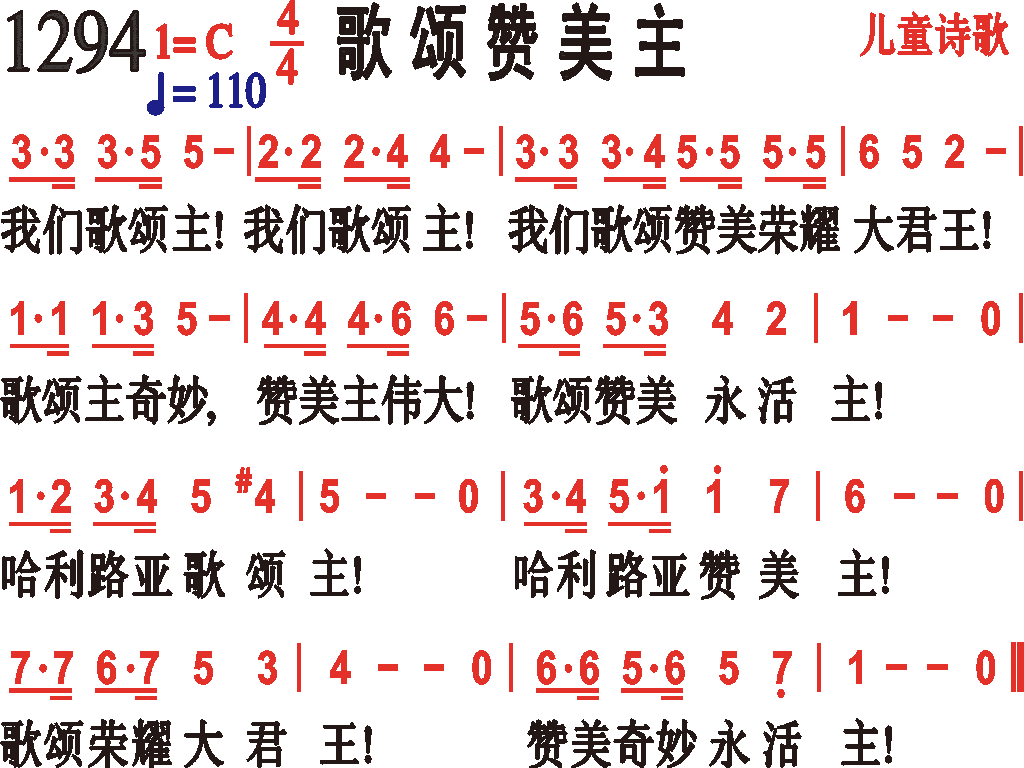 1294 1=C 4/4 歌颂赞美主 儿童诗歌
♩=110
3·3 3·5 5-|2·2 2·4 4-|3·3 3·4 5·5 5·5|6 5 2-|
我们歌颂主! 我们歌颂主! 我们歌颂赞美荣耀大君王!
1·1 1·3 5-|4·4 4·6 6-|5·6 5·3 4 2|1 - - 0|
歌颂主奇妙, 赞美主伟大! 歌颂赞美永活主!
1·2 3·4 5 #4|5 - - 0|3·4 5·1̇ 1̇ 7|6 - - 0|
哈利路亚歌颂主! 哈利路亚赞美主!
7·7 6·7 5 3|4 - - 0|6·6 5·6 5 7̣|1 - - 0‖
歌颂荣耀大君王! 赞美奇妙永活主!